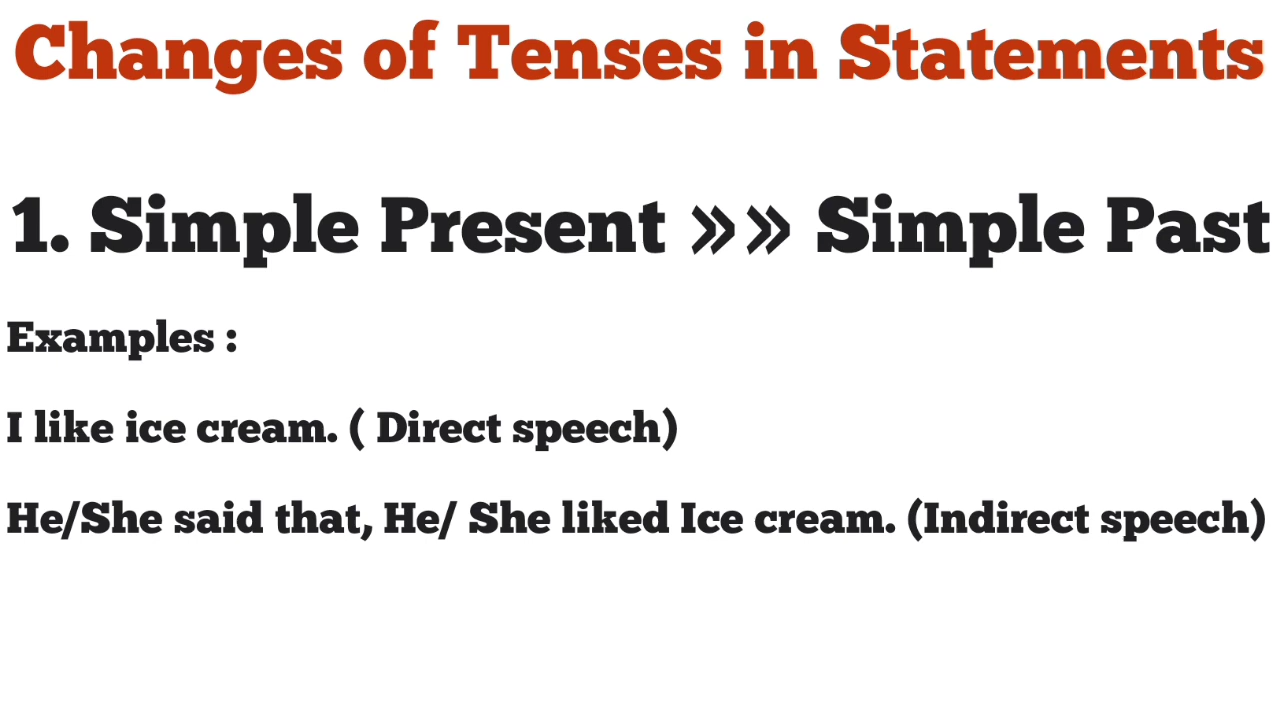 Changes of Tenses in Statements
1. Simple Present »» Simple Past
Examples :
I like ice cream. ( Direct speech)
He/She said that, He/ She liked Ice cream. (Indirect speech)